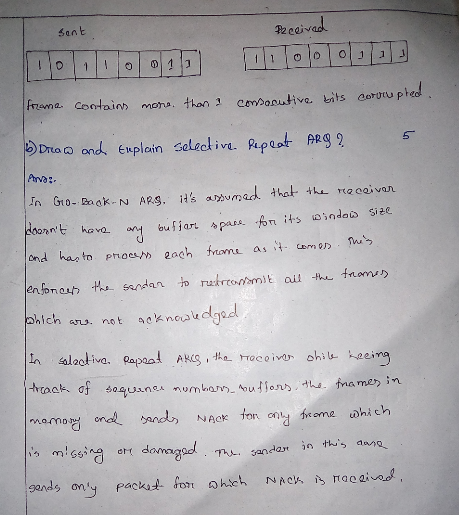 Sent
Received
1 0 1 1 0 0 1 1
1 1 0 0 0 1 1 1
Frame contains more than 1 consecutive bits corrupted.
b) Draw and Explain Selective Repeat ARQ? 5
Ans:-
In Go-Back-N ARQ, it's assumed that the receiver
doesn't have any buffer space for its window size
and has to process each frame as it comes. This
enforces the sender to retransmit all the frames
which are not acknowledged.
In selective Repeat ARQ, the receiver while keeing
track of sequence numbers, buffers the frames in
memory and sends NACK for only frame which
is missing or damaged. The sender in this case
sends only packet for which NACK is received.